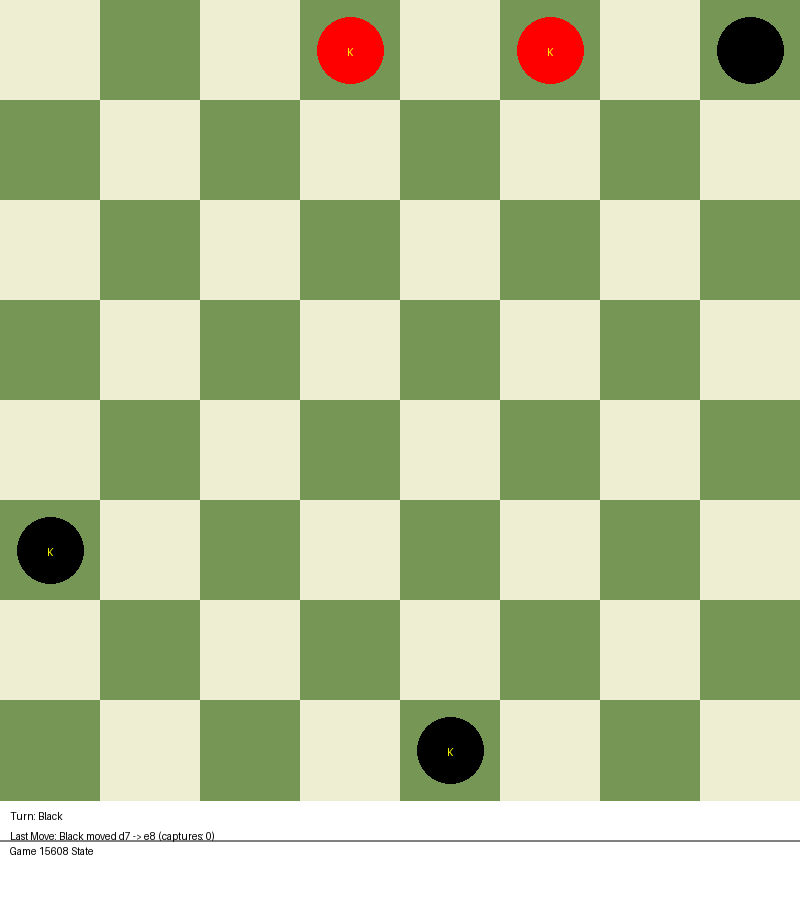 K K
K
K
Turn: Black
Last Move: Black moved d7 -> e8 (captures: 0)
Game 15608 State